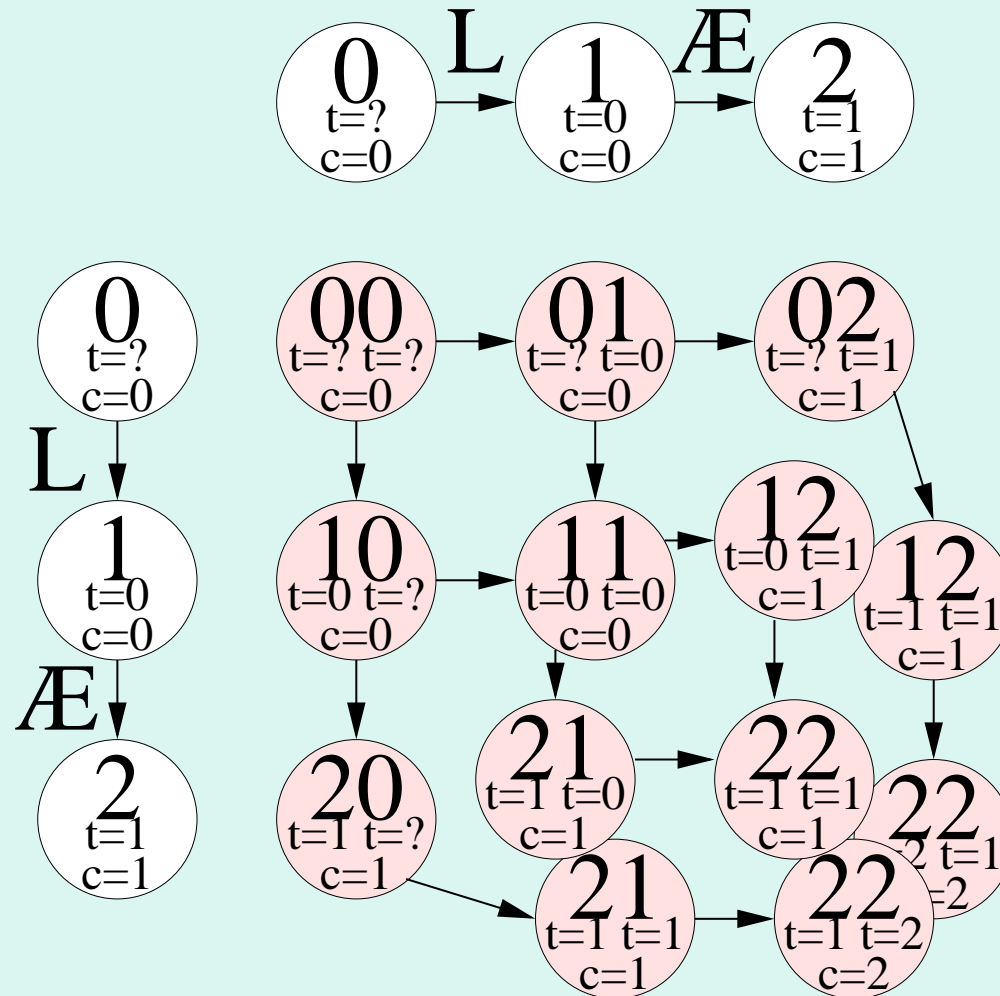 L
Æ
0
t=?
c=0
1
t=0
c=0
2
t=1
c=1
0
t=?
c=0
00
t=? t=?
c=0
01
t=? t=0
c=0
02
t=? t=1
c=1
L
1
t=0
c=0
10
t=0 t=?
c=0
11
t=0 t=0
c=0
12
t=0 t=1
c=1
12
t=1 t=1
c=1
Æ
2
t=1
c=1
20
t=1 t=?
c=1
21
t=1 t=0
c=1
22
t=1 t=1
c=1
22
=2 t=1
=2
21
t=1 t=1
c=1
22
t=1 t=2
c=2